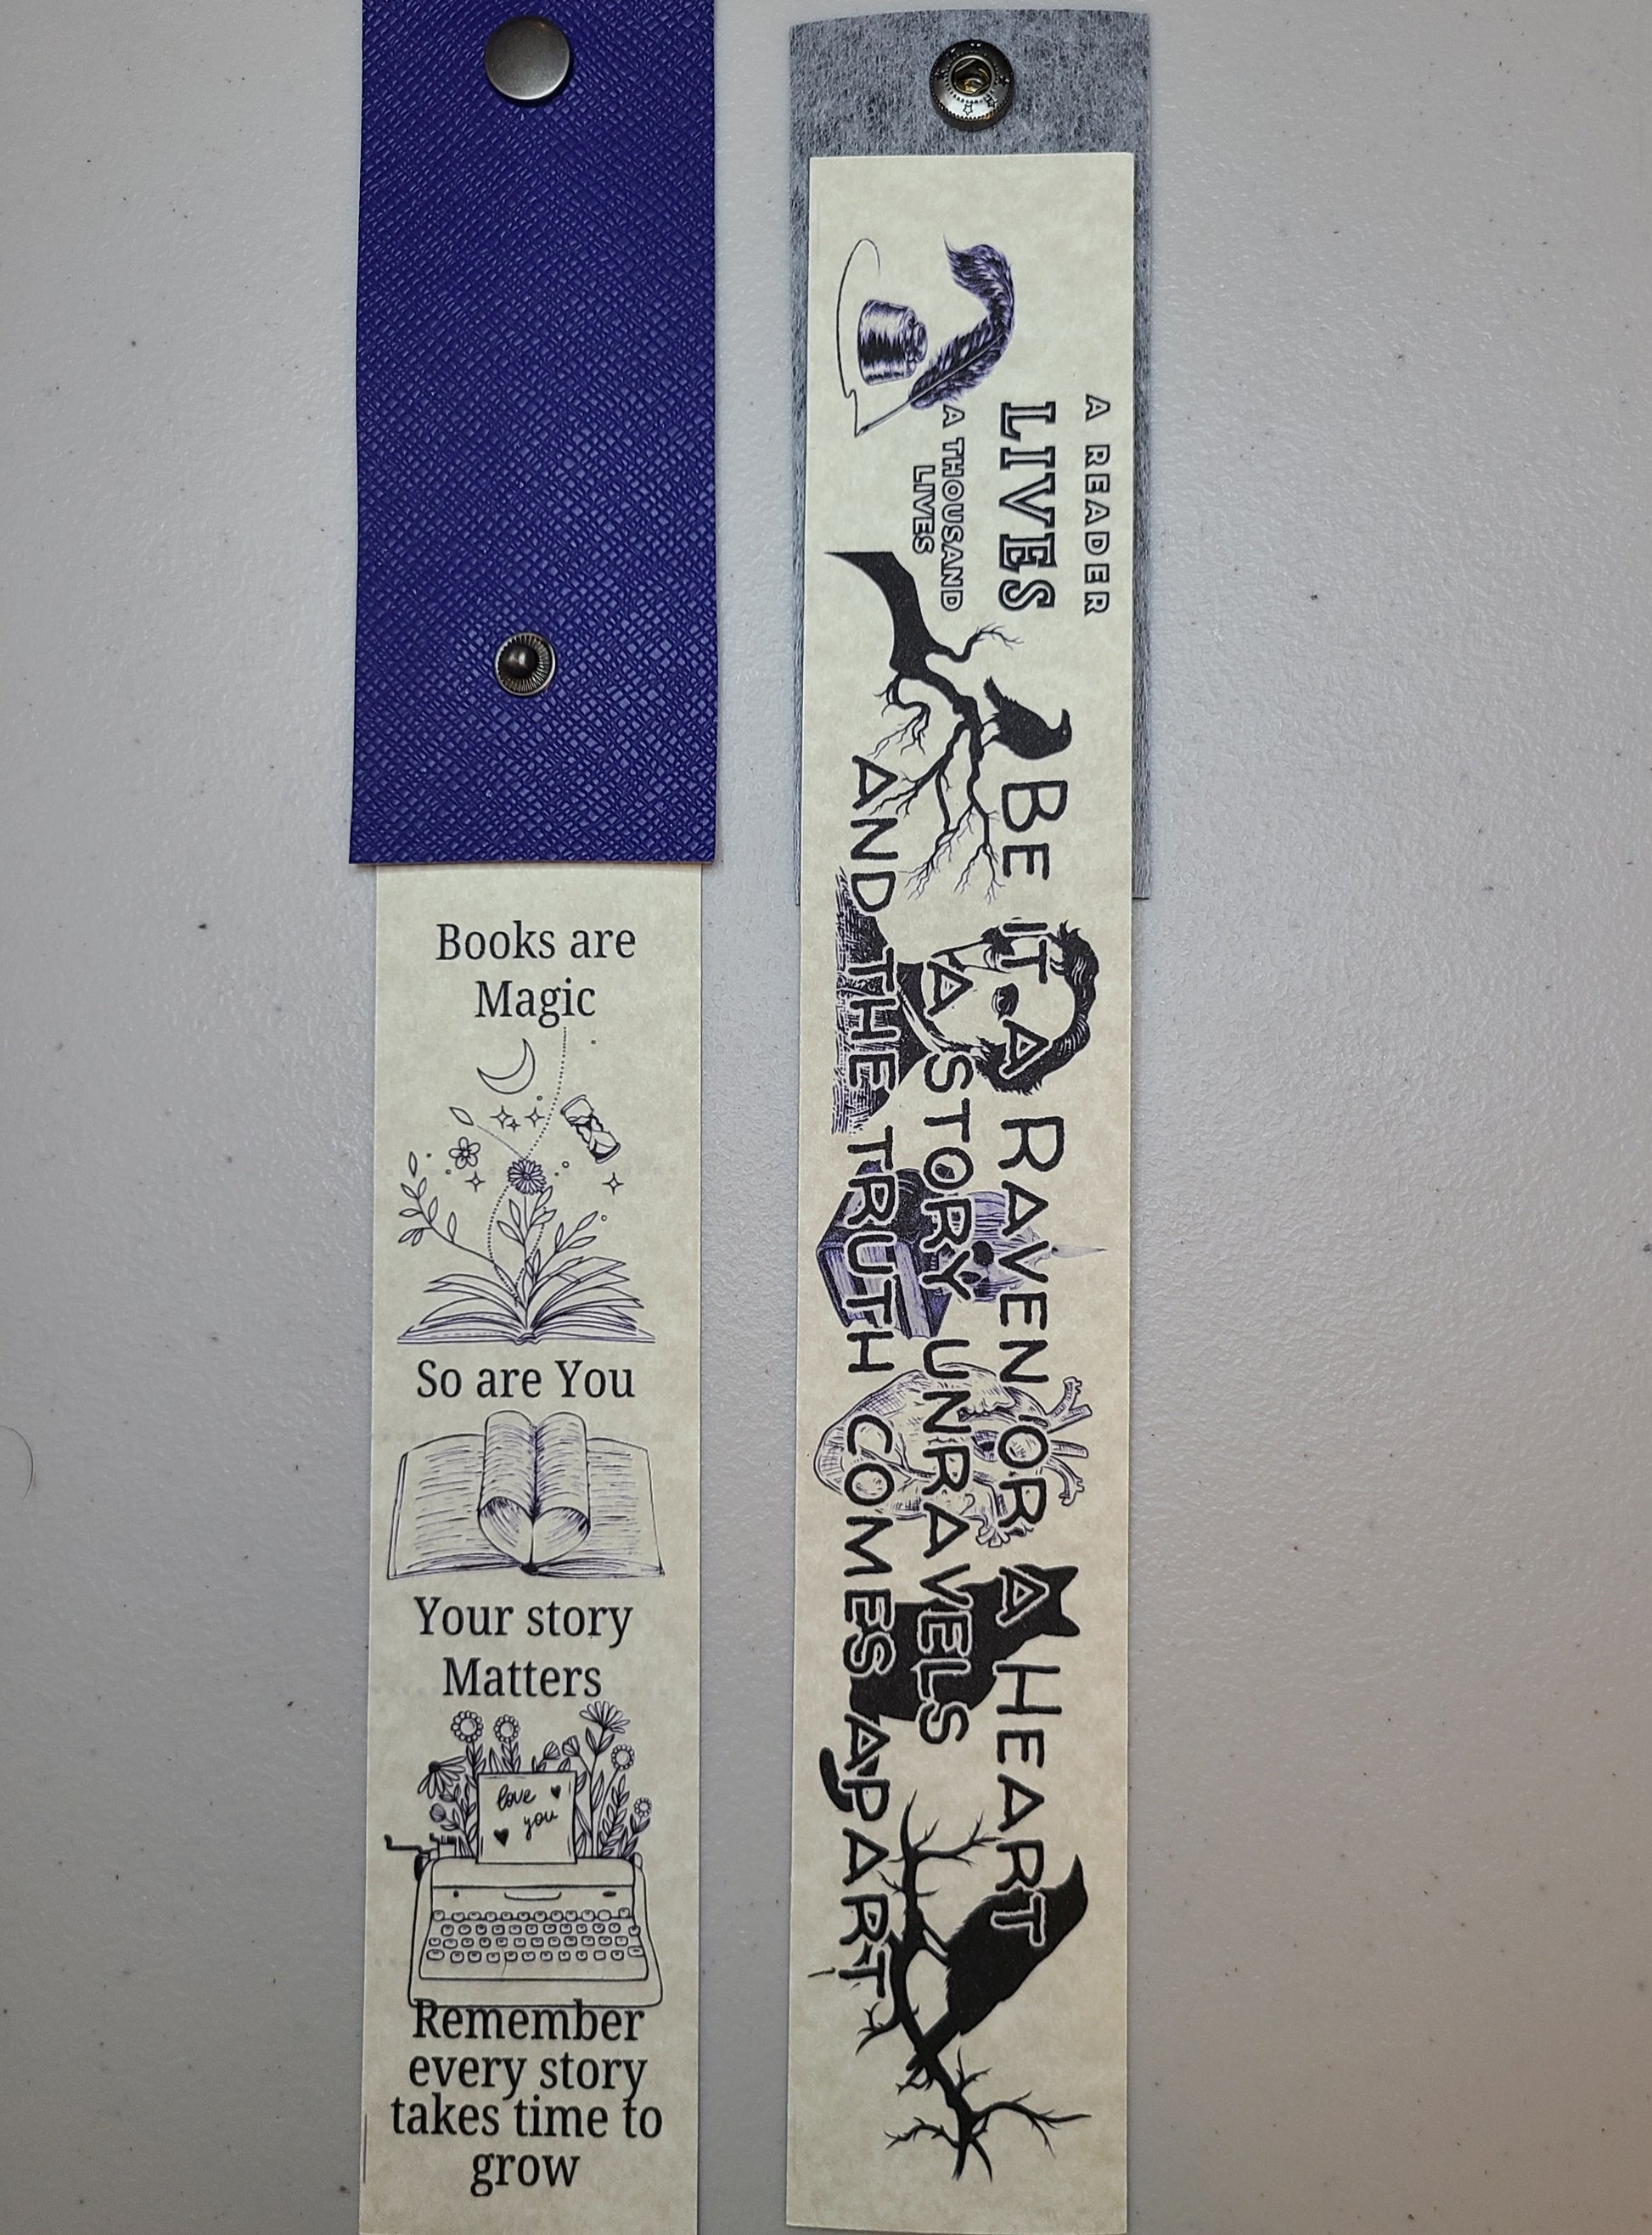 Books are
Magic
So are You
Your story
Matters
love
you
Remember
every story
takes time to
grow
A READER
LIVES
A THOUSAND
LIVES
BE IT A RAVEN OR A HEART
A STORY UNRAVELS
AND THE TRUTH COMES APART